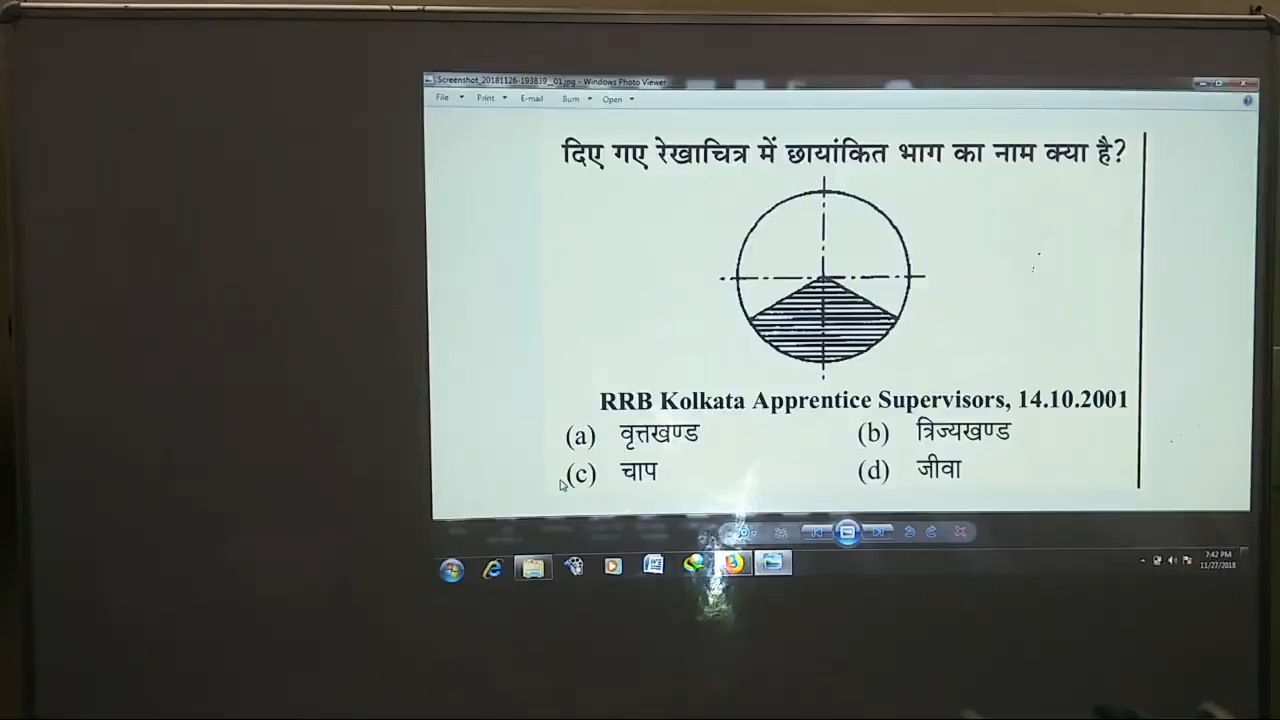 Screenshot_20181126-193839_01.jpg - Windows Photo Viewer
File Print E-mail Burn Open
दिए गए रेखाचित्र में छायांकित भाग का नाम क्या है?
RRB Kolkata Apprentice Supervisors, 14.10.2001
(a) वृत्तखण्ड (b) त्रिज्यखण्ड
(c) चाप (d) जीवा
7:42 PM
11/27/2018